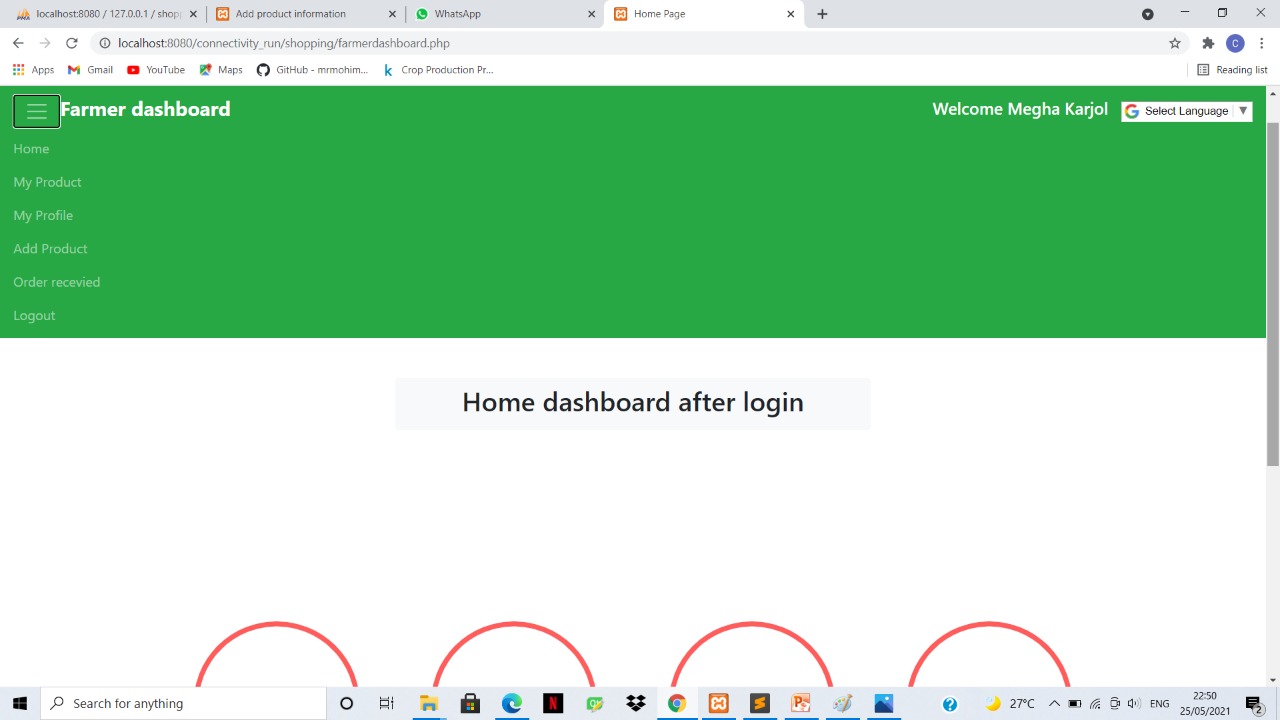 localhost:8080 / 127.0.0.1 / shop
Add product information
WhatsApp
Home Page
localhost:8080/connectivity_run/shopping/farmerdashboard.php
C
Apps
Gmail
YouTube
Maps
GitHub - mrmohim...
Crop Production Pr...
Reading list
Farmer dashboard
Welcome Megha Karjol
Select Language ▼
Home
My Product
My Profile
Add Product
Order recevied
Logout
Home dashboard after login
Search for anything
27°C
ENG
22:50
25/05/2021
2